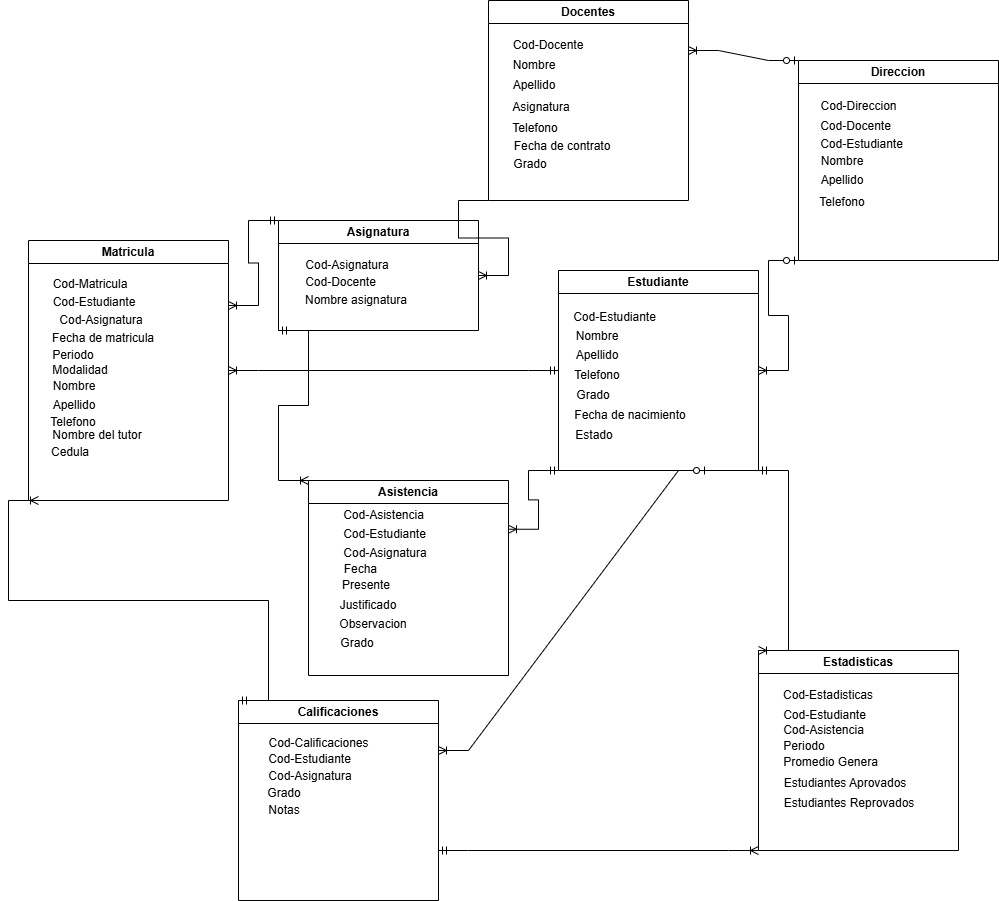 Docentes
Cod-Docente
Nombre
Apellido
Asignatura
Telefono
Fecha de contrato
Grado
Direccion
Cod-Direccion
Cod-Docente
Cod-Estudiante
Nombre
Apellido
Telefono
Asignatura
Cod-Asignatura
Cod-Docente
Nombre asignatura
Matricula
Cod-Matricula
Cod-Estudiante
Cod-Asignatura
Fecha de matricula
Periodo
Modalidad
Nombre
Apellido
Telefono
Nombre del tutor
Cedula
Estudiante
Cod-Estudiante
Nombre
Apellido
Telefono
Grado
Fecha de nacimiento
Estado
Asistencia
Cod-Asistencia
Cod-Estudiante
Cod-Asignatura
Fecha
Presente
Justificado
Observacion
Grado
Calificaciones
Cod-Calificaciones
Cod-Estudiante
Cod-Asignatura
Grado
Notas
Estadisticas
Cod-Estadisticas
Cod-Estudiante
Cod-Asistencia
Periodo
Promedio Genera
Estudiantes Aprovados
Estudiantes Reprovados